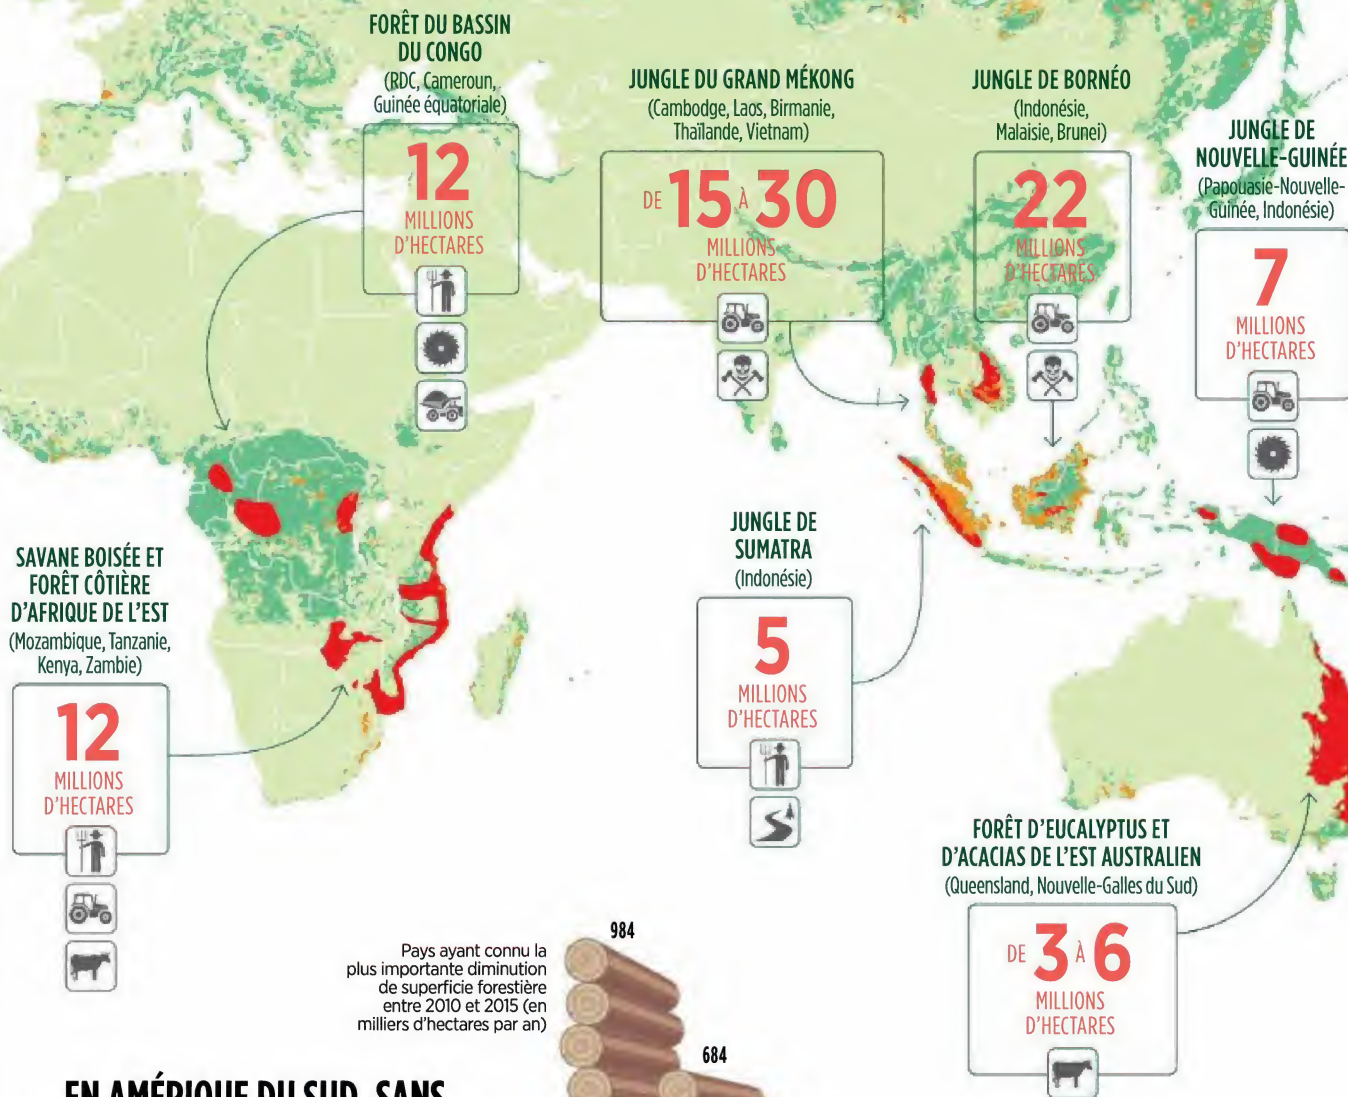 FORÊT DU BASSIN
DU CONGO
(RDC, Cameroun,
Guinée équatoriale)
12
MILLIONS
D'HECTARES
JUNGLE DU GRAND MÉKONG
(Cambodge, Laos, Birmanie,
Thaïlande, Vietnam)
DE 15 À 30
MILLIONS
D'HECTARES
JUNGLE DE BORNÉO
(Indonésie,
Malaisie, Brunei)
22
MILLIONS
D'HECTARES
JUNGLE DE
NOUVELLE-GUINÉE
(Papouasie-Nouvelle-
Guinée, Indonésie)
7
MILLIONS
D'HECTARES
SAVANE BOISÉE ET
FORÊT CÔTIÈRE
D'AFRIQUE DE L'EST
(Mozambique, Tanzanie,
Kenya, Zambie)
12
MILLIONS
D'HECTARES
JUNGLE DE
SUMATRA
(Indonésie)
5
MILLIONS
D'HECTARES
FORÊT D'EUCALYPTUS ET
D'ACACIAS DE L'EST AUSTRALIEN
(Queensland, Nouvelle-Galles du Sud)
DE 3 À 6
MILLIONS
D'HECTARES
Pays ayant connu la
plus importante diminution
de superficie forestière
entre 2010 et 2015 (en
milliers d'hectares par an)
984
684
EN AMÉRIQUE DU SUD, SANS